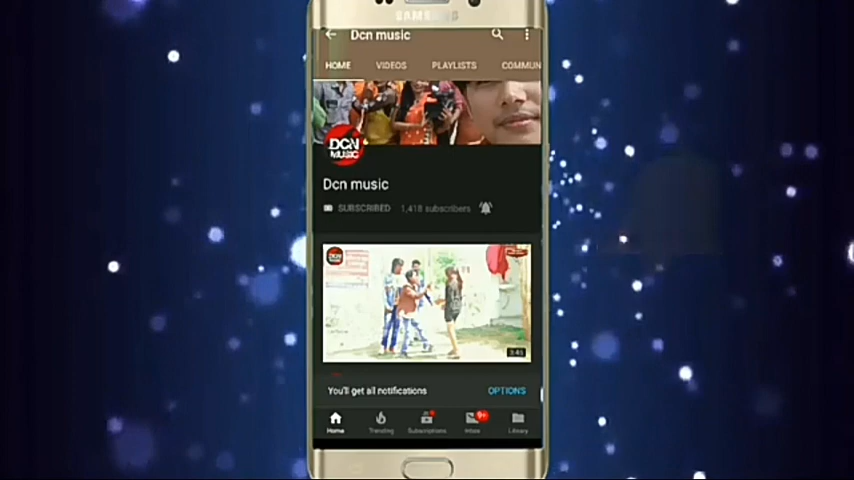 SAMSUNG
Dcn music
HOME VIDEOS PLAYLISTS COMMUN
DCN
MUSIC
Dcn music
SUBSCRIBED 1,418 subscribers
3:45
You'll get all notifications OPTIONS
9+
Home Trending Subscriptions Inbox Library